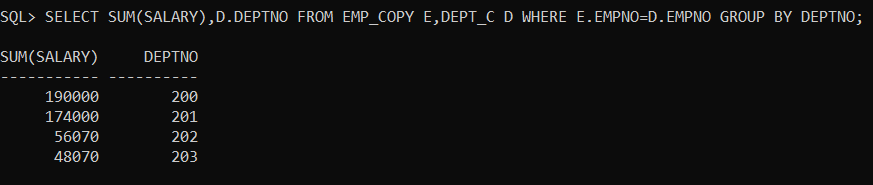 SQL> SELECT SUM(SALARY),D.DEPTNO FROM EMP_COPY E,DEPT_C D WHERE E.EMPNO=D.EMPNO GROUP BY DEPTNO;
SUM(SALARY)     DEPTNO
----------- ----------
     190000        200
     174000        201
      56070        202
      48070        203